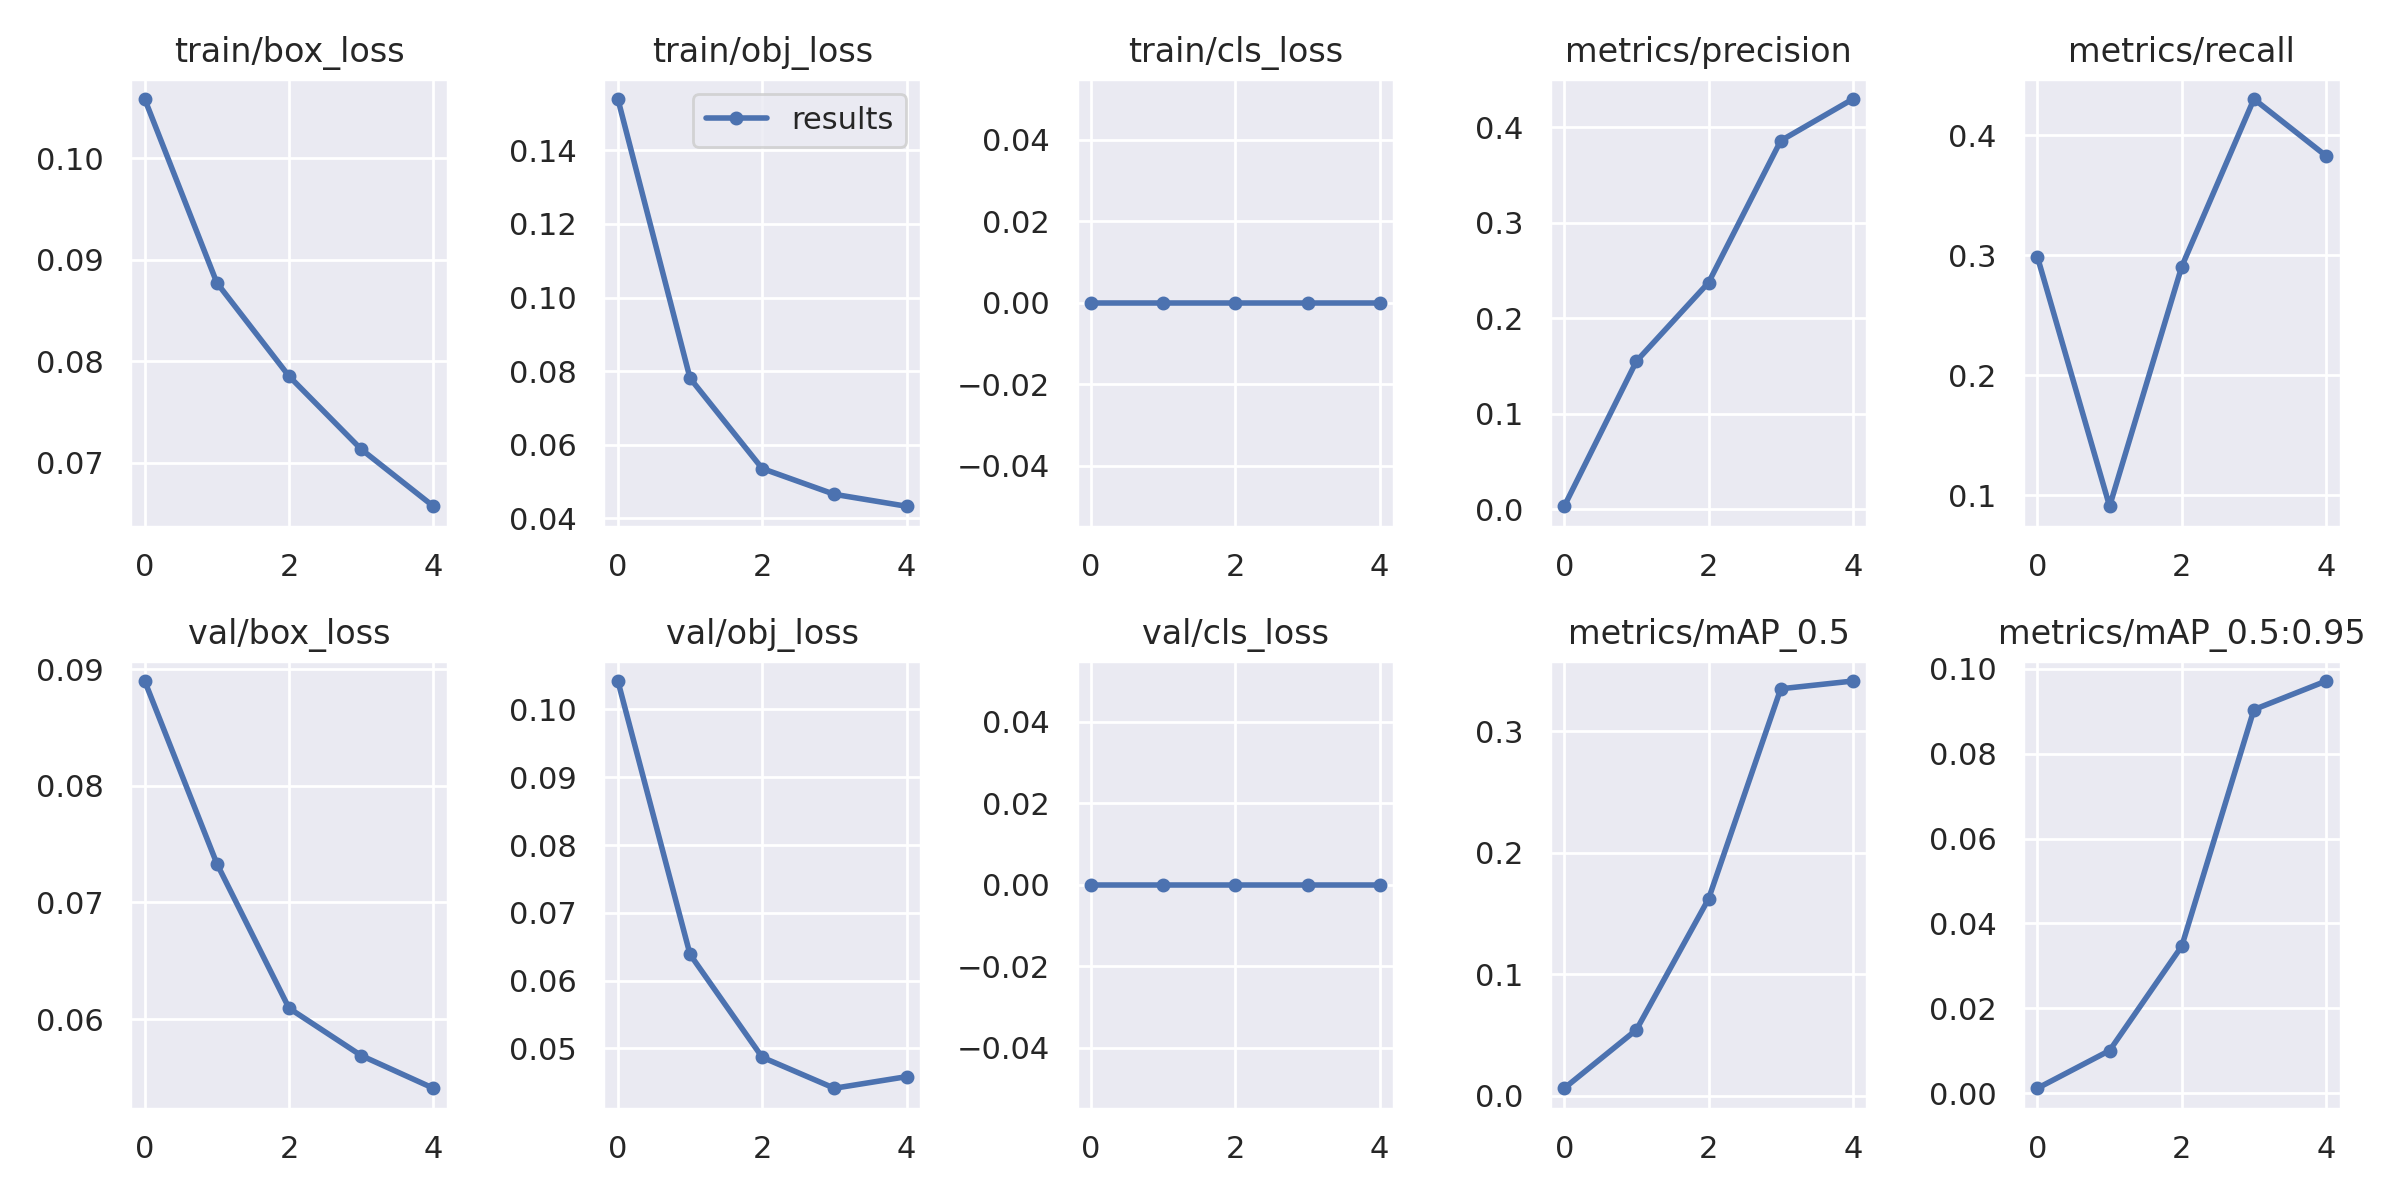 train/box_loss
0.10
0.09
0.08
0.07
0 2 4
train/obj_loss
results
0.14
0.12
0.10
0.08
0.06
0.04
0 2 4
train/cls_loss
0.04
0.02
0.00
−0.02
−0.04
0 2 4
metrics/precision
0.4
0.3
0.2
0.1
0.0
0 2 4
metrics/recall
0.4
0.3
0.2
0.1
0 2 4
val/box_loss
0.09
0.08
0.07
0.06
0 2 4
val/obj_loss
0.10
0.09
0.08
0.07
0.06
0.05
0 2 4
val/cls_loss
0.04
0.02
0.00
−0.02
−0.04
0 2 4
metrics/mAP_0.5
0.3
0.2
0.1
0.0
0 2 4
metrics/mAP_0.5:0.95
0.10
0.08
0.06
0.04
0.02
0.00
0 2 4